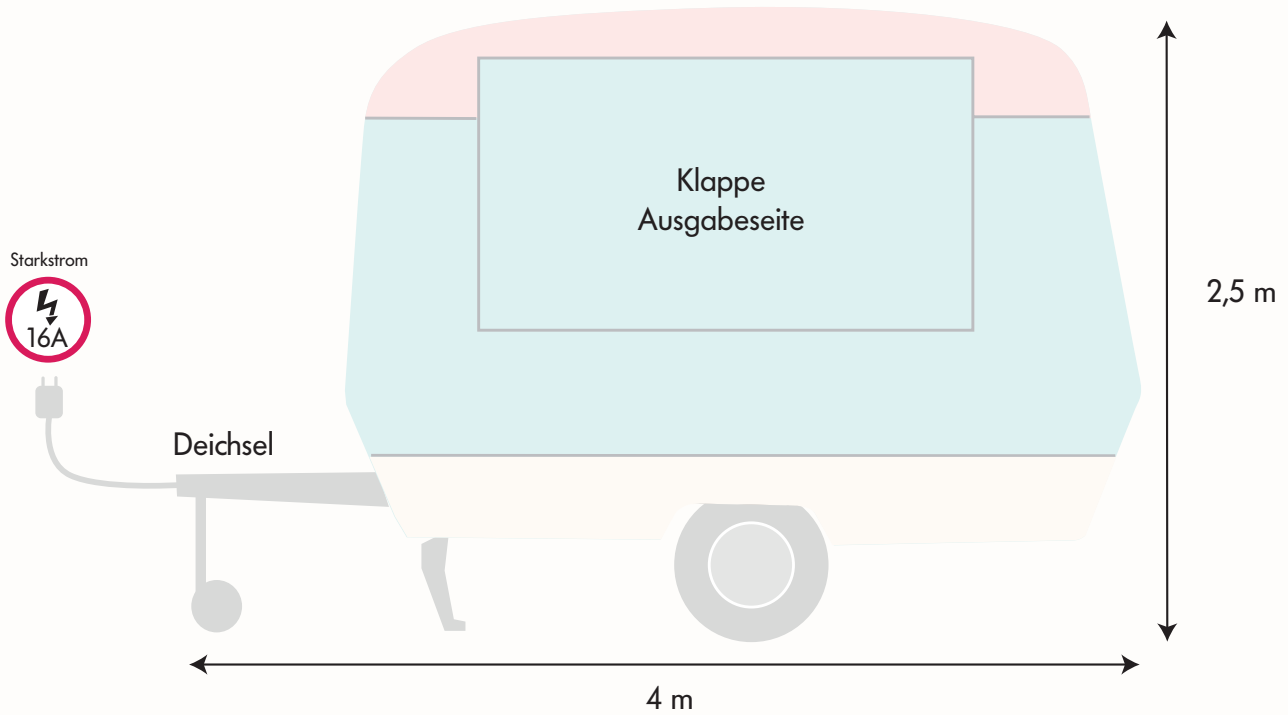 Klappe
Ausgabeseite
Starkstrom
16A
2,5 m
Deichsel
4 m